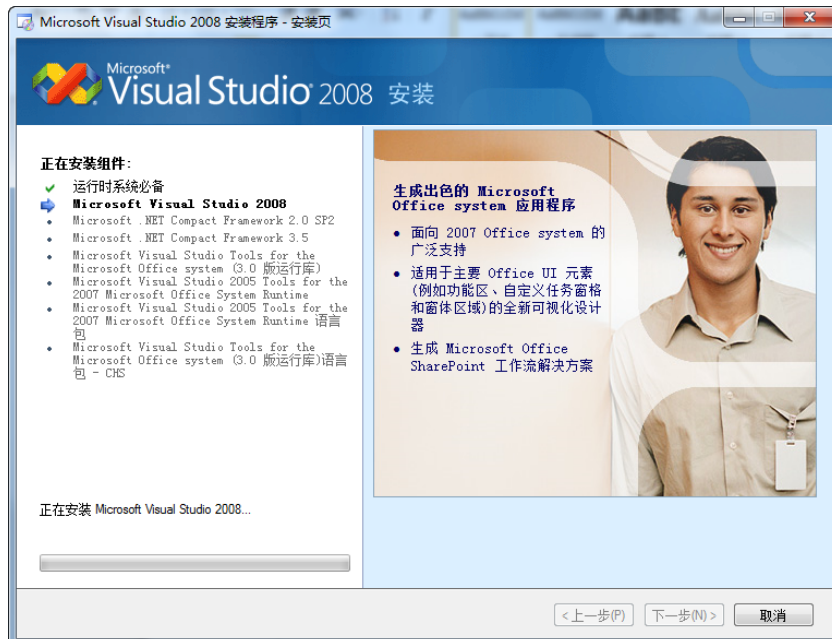 Microsoft Visual Studio 2008 安装程序 - 安装页
Microsoft®
Visual Studio® 2008 安装
正在安装组件:
运行时系统必备
Microsoft Visual Studio 2008
Microsoft .NET Compact Framework 2.0 SP2
Microsoft .NET Compact Framework 3.5
Microsoft Visual Studio Tools for the
Microsoft Office system (3.0 版运行库)
Microsoft Visual Studio 2005 Tools for the
2007 Microsoft Office System Runtime
Microsoft Visual Studio 2005 Tools for the
2007 Microsoft Office System Runtime 语言
包
Microsoft Visual Studio Tools for the
Microsoft Office system (3.0 版运行库)语言
包 - CHS
正在安装 Microsoft Visual Studio 2008...
生成出色的 Microsoft
Office system 应用程序
• 面向 2007 Office system 的
广泛支持
• 适用于主要 Office UI 元素
(例如功能区、自定义任务窗格
和窗体区域)的全新可视化设计
器
• 生成 Microsoft Office
SharePoint 工作流解决方案
<上一步(P)
下一步(N)>
取消